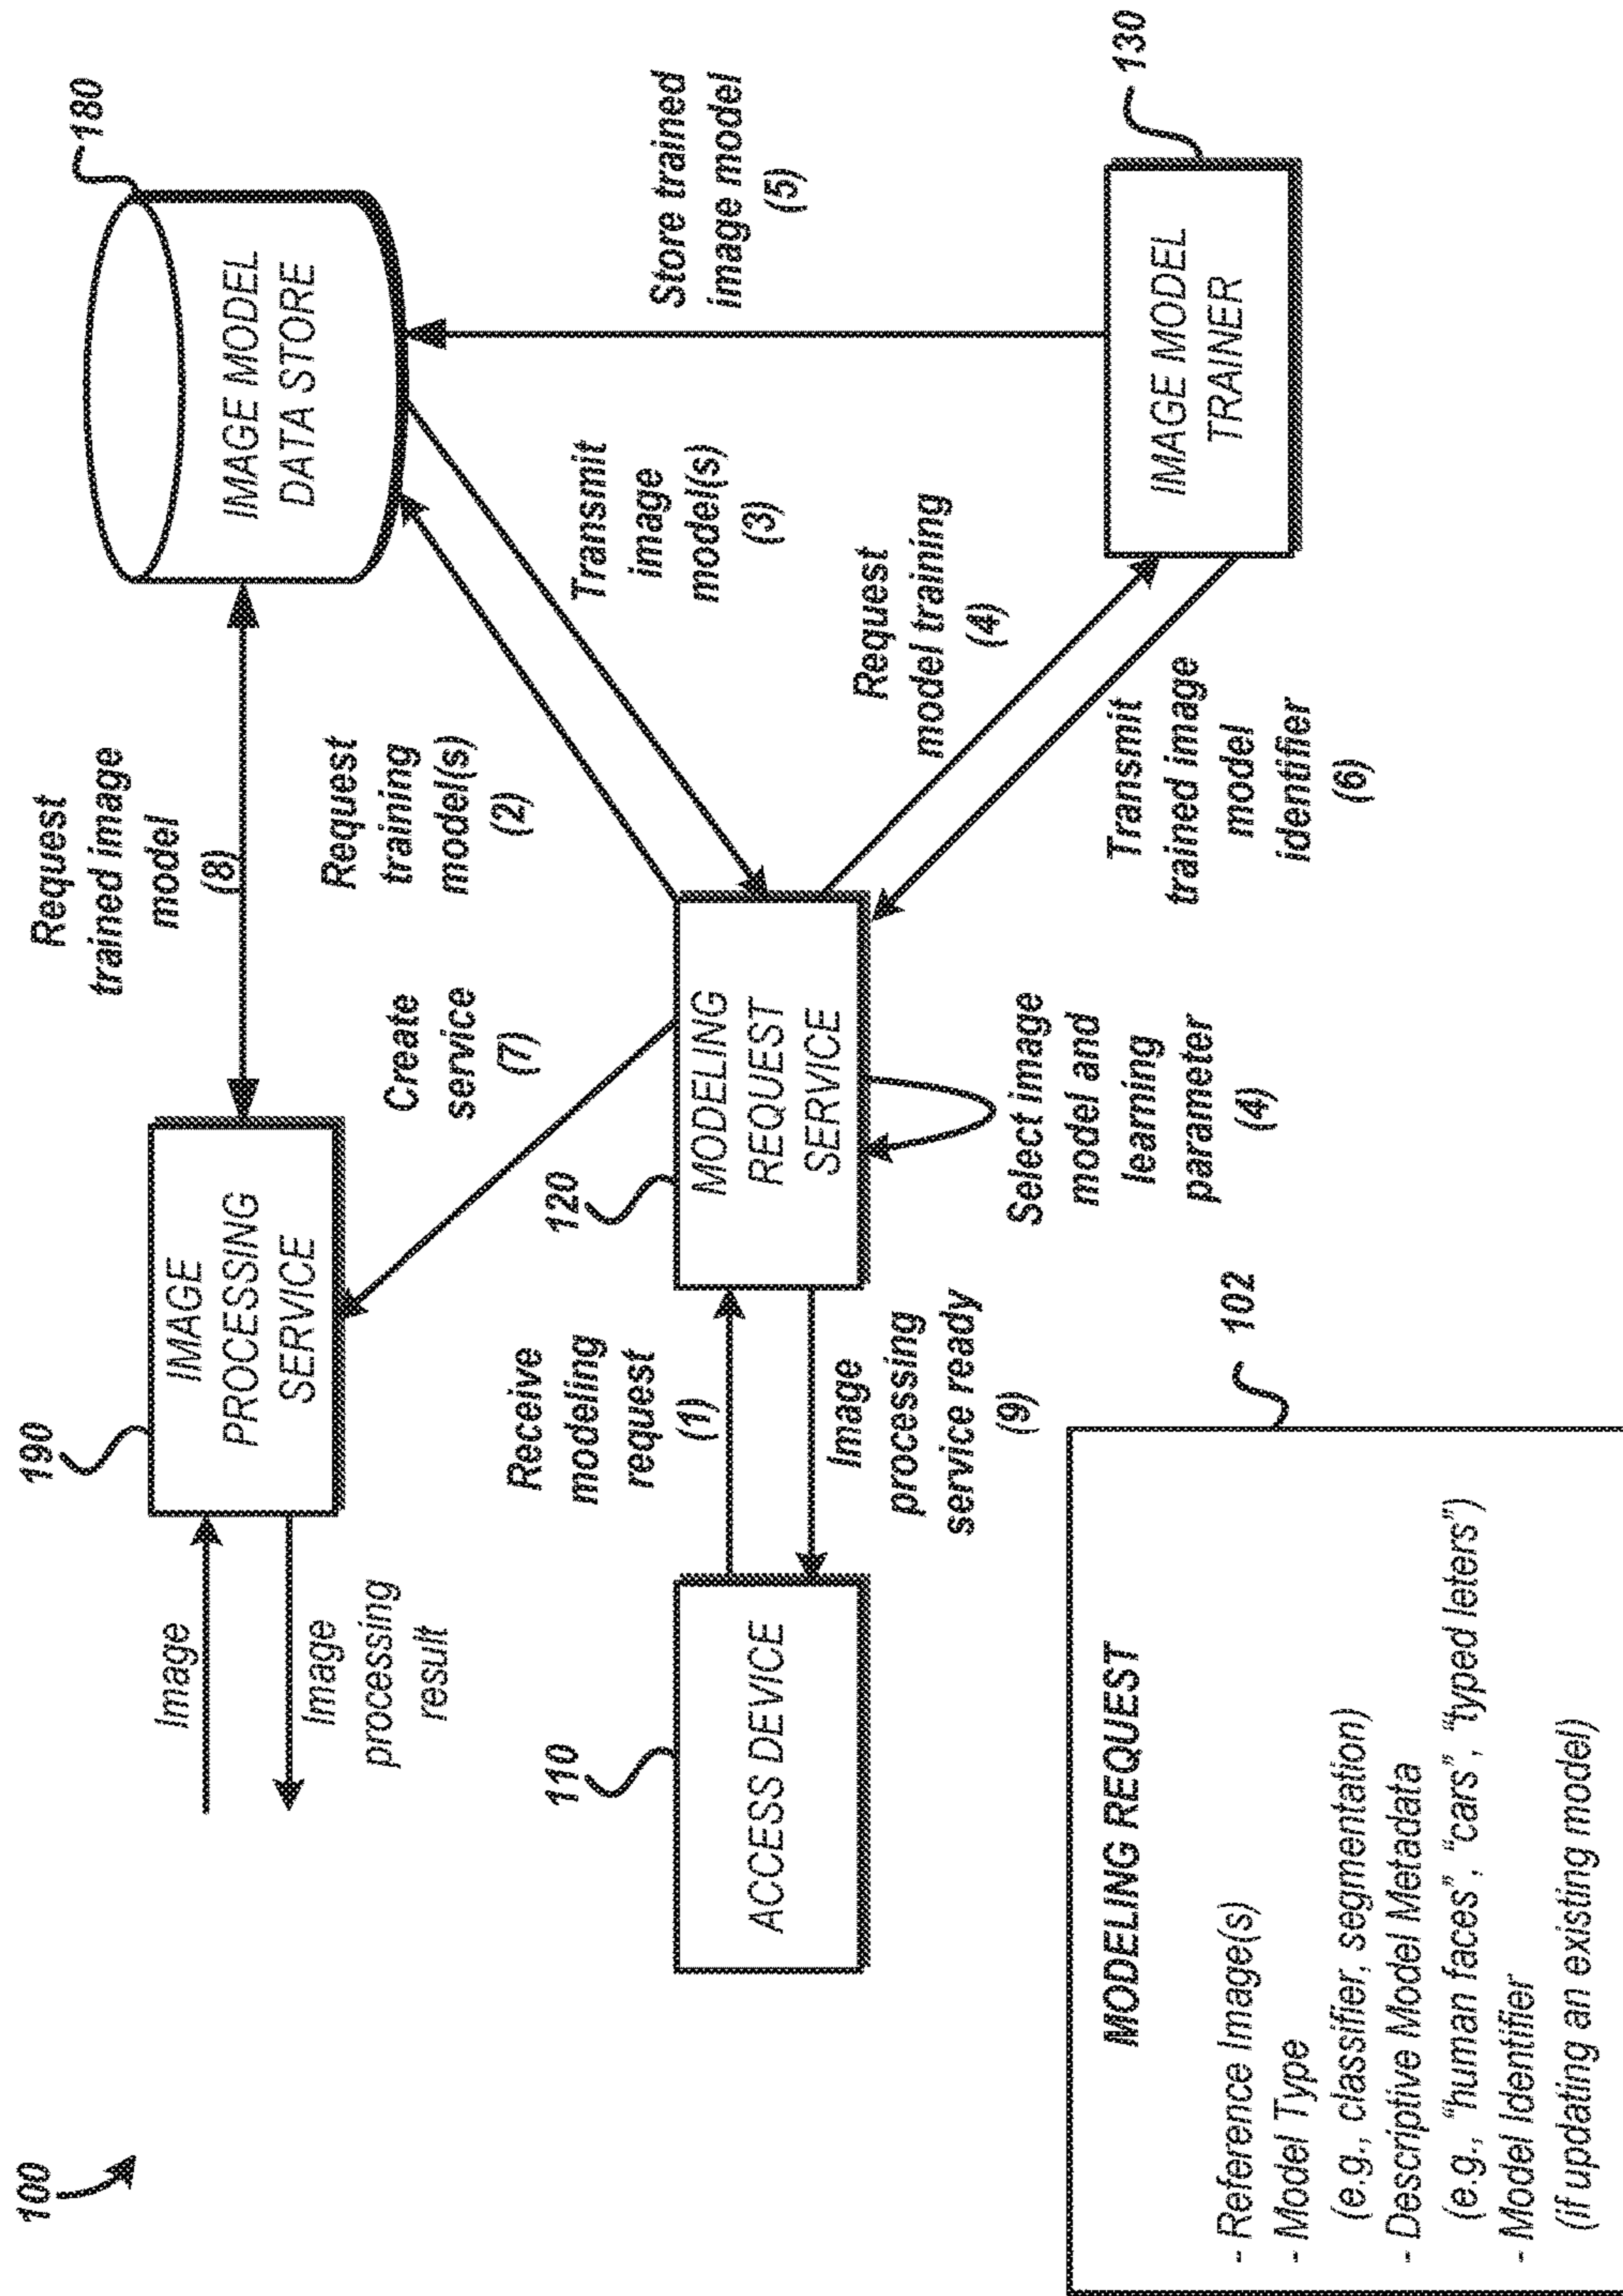 100
190
IMAGE
PROCESSING
SERVICE
Image
Image
processing
result
Request
trained image
model
(8)
180
IMAGE MODEL
DATA STORE
Create
service
(7)
Request
training
model(s)
(2)
Transmit
image
model(s)
(3)
Store trained
image model
(5)
110
ACCESS DEVICE
Receive
modeling
request
(1)
Image
processing
service ready
(9)
120
MODELING
REQUEST
SERVICE
Select image
model and
learning
parameter
(4)
Request
model training
(4)
Transmit
trained image
model
identifier
(6)
130
IMAGE MODEL
TRAINER
102
MODELING REQUEST
- Reference Image(s)
- Model Type
(e.g., classifier, segmentation)
- Descriptive Model Metadata
(e.g., “human faces”, “cars”, “typed leters”)
- Model Identifier
(if updating an existing model)